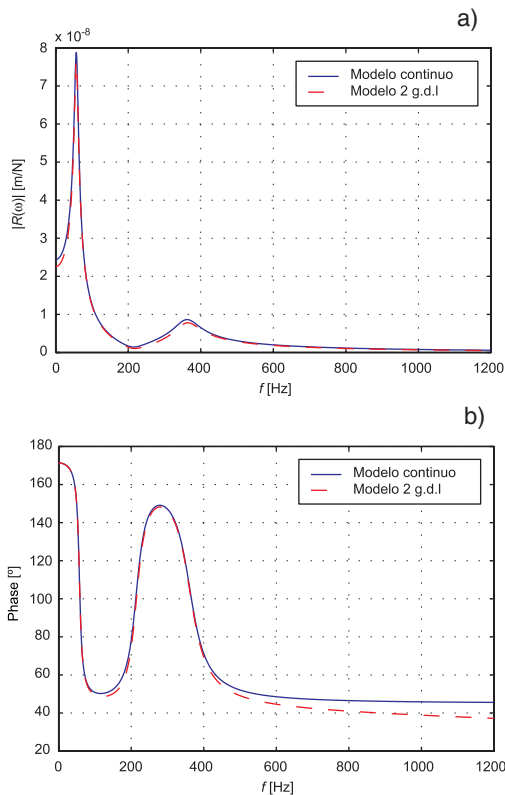 a)
x 10⁻⁸
8
7
6
5
4
3
2
1
0
|R(ω)| [m/N]
Modelo continuo
Modelo 2 g.d.l
0 200 400 600 800 1000 1200
f [Hz]
b)
180
160
140
120
100
80
60
40
20
Phase [º]
Modelo continuo
Modelo 2 g.d.l
0 200 400 600 800 1000 1200
f [Hz]